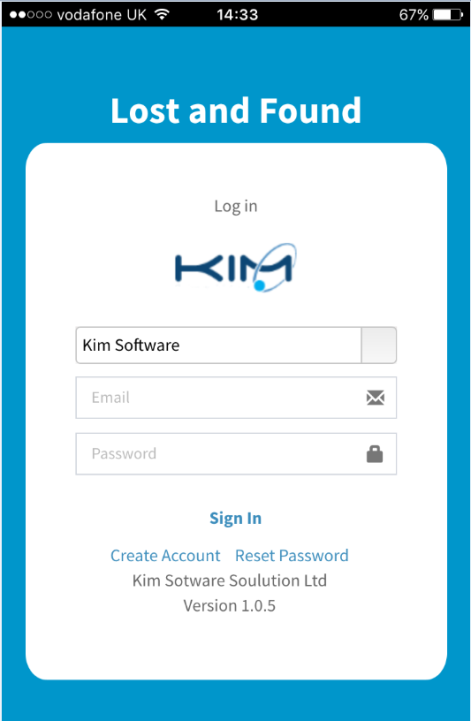 vodafone UK 14:33 67%
Lost and Found
Log in
KIM
Kim Software
Email
Password
Sign In
Create Account Reset Password
Kim Sotware Soulution Ltd
Version 1.0.5